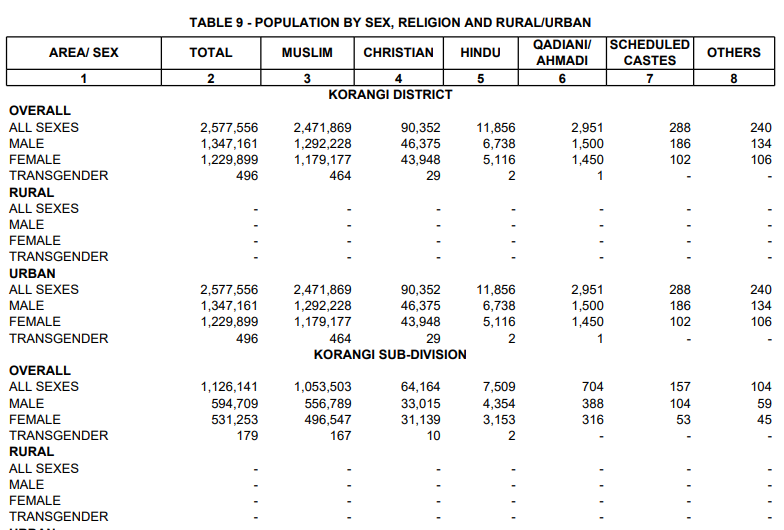 TABLE 9 - POPULATION BY SEX, RELIGION AND RURAL/URBAN
AREA/ SEX TOTAL MUSLIM CHRISTIAN HINDU QADIANI/ AHMADI SCHEDULED CASTES OTHERS
1 2 3 4 5 6 7 8
KORANGI DISTRICT
OVERALL
ALL SEXES 2,577,556 2,471,869 90,352 11,856 2,951 288 240
MALE 1,347,161 1,292,228 46,375 6,738 1,500 186 134
FEMALE 1,229,899 1,179,177 43,948 5,116 1,450 102 106
TRANSGENDER 496 464 29 2 1 - -
RURAL
ALL SEXES - - - - - - -
MALE - - - - - - -
FEMALE - - - - - - -
TRANSGENDER - - - - - - -
URBAN
ALL SEXES 2,577,556 2,471,869 90,352 11,856 2,951 288 240
MALE 1,347,161 1,292,228 46,375 6,738 1,500 186 134
FEMALE 1,229,899 1,179,177 43,948 5,116 1,450 102 106
TRANSGENDER 496 464 29 2 1 - -
KORANGI SUB-DIVISION
OVERALL
ALL SEXES 1,126,141 1,053,503 64,164 7,509 704 157 104
MALE 594,709 556,789 33,015 4,354 388 104 59
FEMALE 531,253 496,547 31,139 3,153 316 53 45
TRANSGENDER 179 167 10 2 - - -
RURAL
ALL SEXES - - - - - - -
MALE - - - - - - -
FEMALE - - - - - - -
TRANSGENDER - - - - - - -